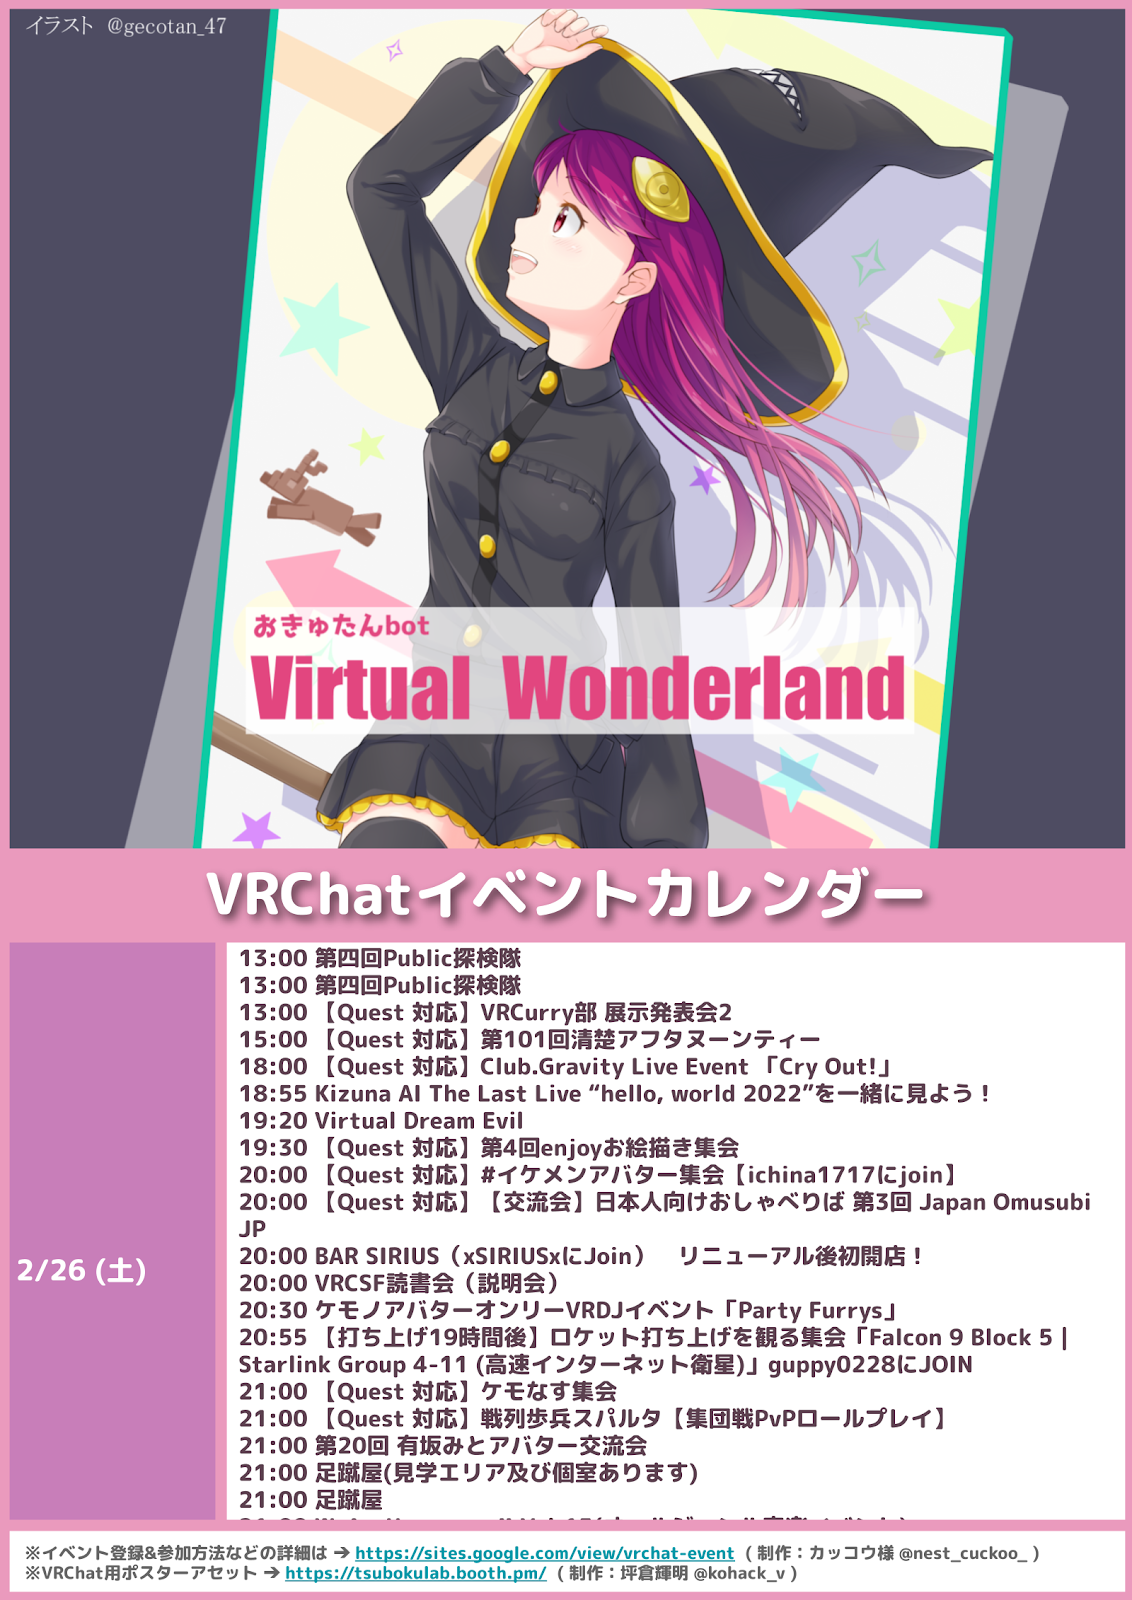 イラスト @gecotan_47
おきゅたんbot
Virtual Wonderland
VRChatイベントカレンダー
2/26 (土)
13:00 第四回Public探検隊
13:00 第四回Public探検隊
13:00 【Quest 対応】VRCurry部 展示発表会2
15:00 【Quest 対応】第101回清楚アフタヌーンティー
18:00 【Quest 対応】Club.Gravity Live Event 「Cry Out!」
18:55 Kizuna AI The Last Live “hello, world 2022”を一緒に見よう！
19:20 Virtual Dream Evil
19:30 【Quest 対応】第4回enjoyお絵描き集会
20:00 【Quest 対応】#イケメンアバター集会【ichina1717にjoin】
20:00 【Quest 対応】【交流会】日本人向けおしゃべりば 第3回 Japan Omusubi
JP
20:00 BAR SIRIUS（xSIRIUSxにJoin）　リニューアル後初開店！
20:00 VRCSF読書会（説明会）
20:30 ケモノアバターオンリーVRDJイベント「Party Furrys」
20:55 【打ち上げ19時間後】ロケット打ち上げを観る集会「Falcon 9 Block 5 |
Starlink Group 4-11 (高速インターネット衛星)」guppy0228にJOIN
21:00 【Quest 対応】ケモなす集会
21:00 【Quest 対応】戦列歩兵スパルタ【集団戦PvPロールプレイ】
21:00 第20回 有坂みとアバター交流会
21:00 足蹴屋(見学エリア及び個室あります)
21:00 足蹴屋
※イベント登録&参加方法などの詳細は ➔ https://sites.google.com/view/vrchat-event （ 制作：カッコウ様 @nest_cuckoo_ ）
※VRChat用ポスターアセット ➔ https://tsubokulab.booth.pm/ （ 制作：坪倉輝明 @kohack_v ）